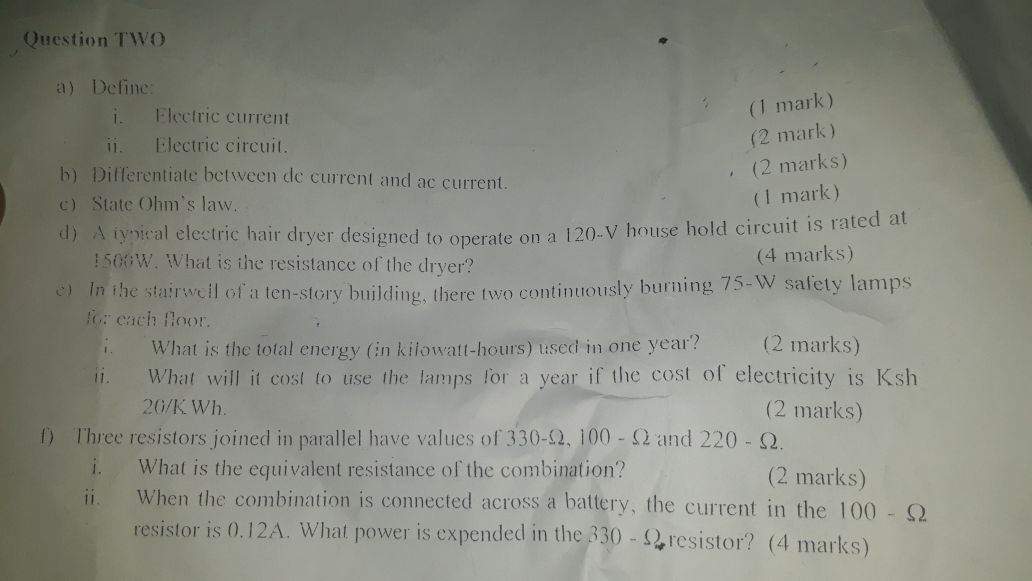 Question TWO
a) Define:
i. Electric current (1 mark)
ii. Electric circuit. (2 mark)
b) Differentiate between dc current and ac current. (2 marks)
c) State Ohm's law. (1 mark)
d) A typical electric hair dryer designed to operate on a 120-V house hold circuit is rated at
1500W. What is the resistance of the dryer? (4 marks)
e) In the stairwell of a ten-story building, there two continuously burning 75-W safety lamps
for each floor.
i. What is the total energy (in kilowatt-hours) used in one year? (2 marks)
ii. What will it cost to use the lamps for a year if the cost of electricity is Ksh
20/K Wh. (2 marks)
f) Three resistors joined in parallel have values of 330-Ω, 100 - Ω and 220 - Ω.
i. What is the equivalent resistance of the combination? (2 marks)
ii. When the combination is connected across a battery, the current in the 100 - Ω
resistor is 0.12A. What power is expended in the 330 - Ω resistor? (4 marks)